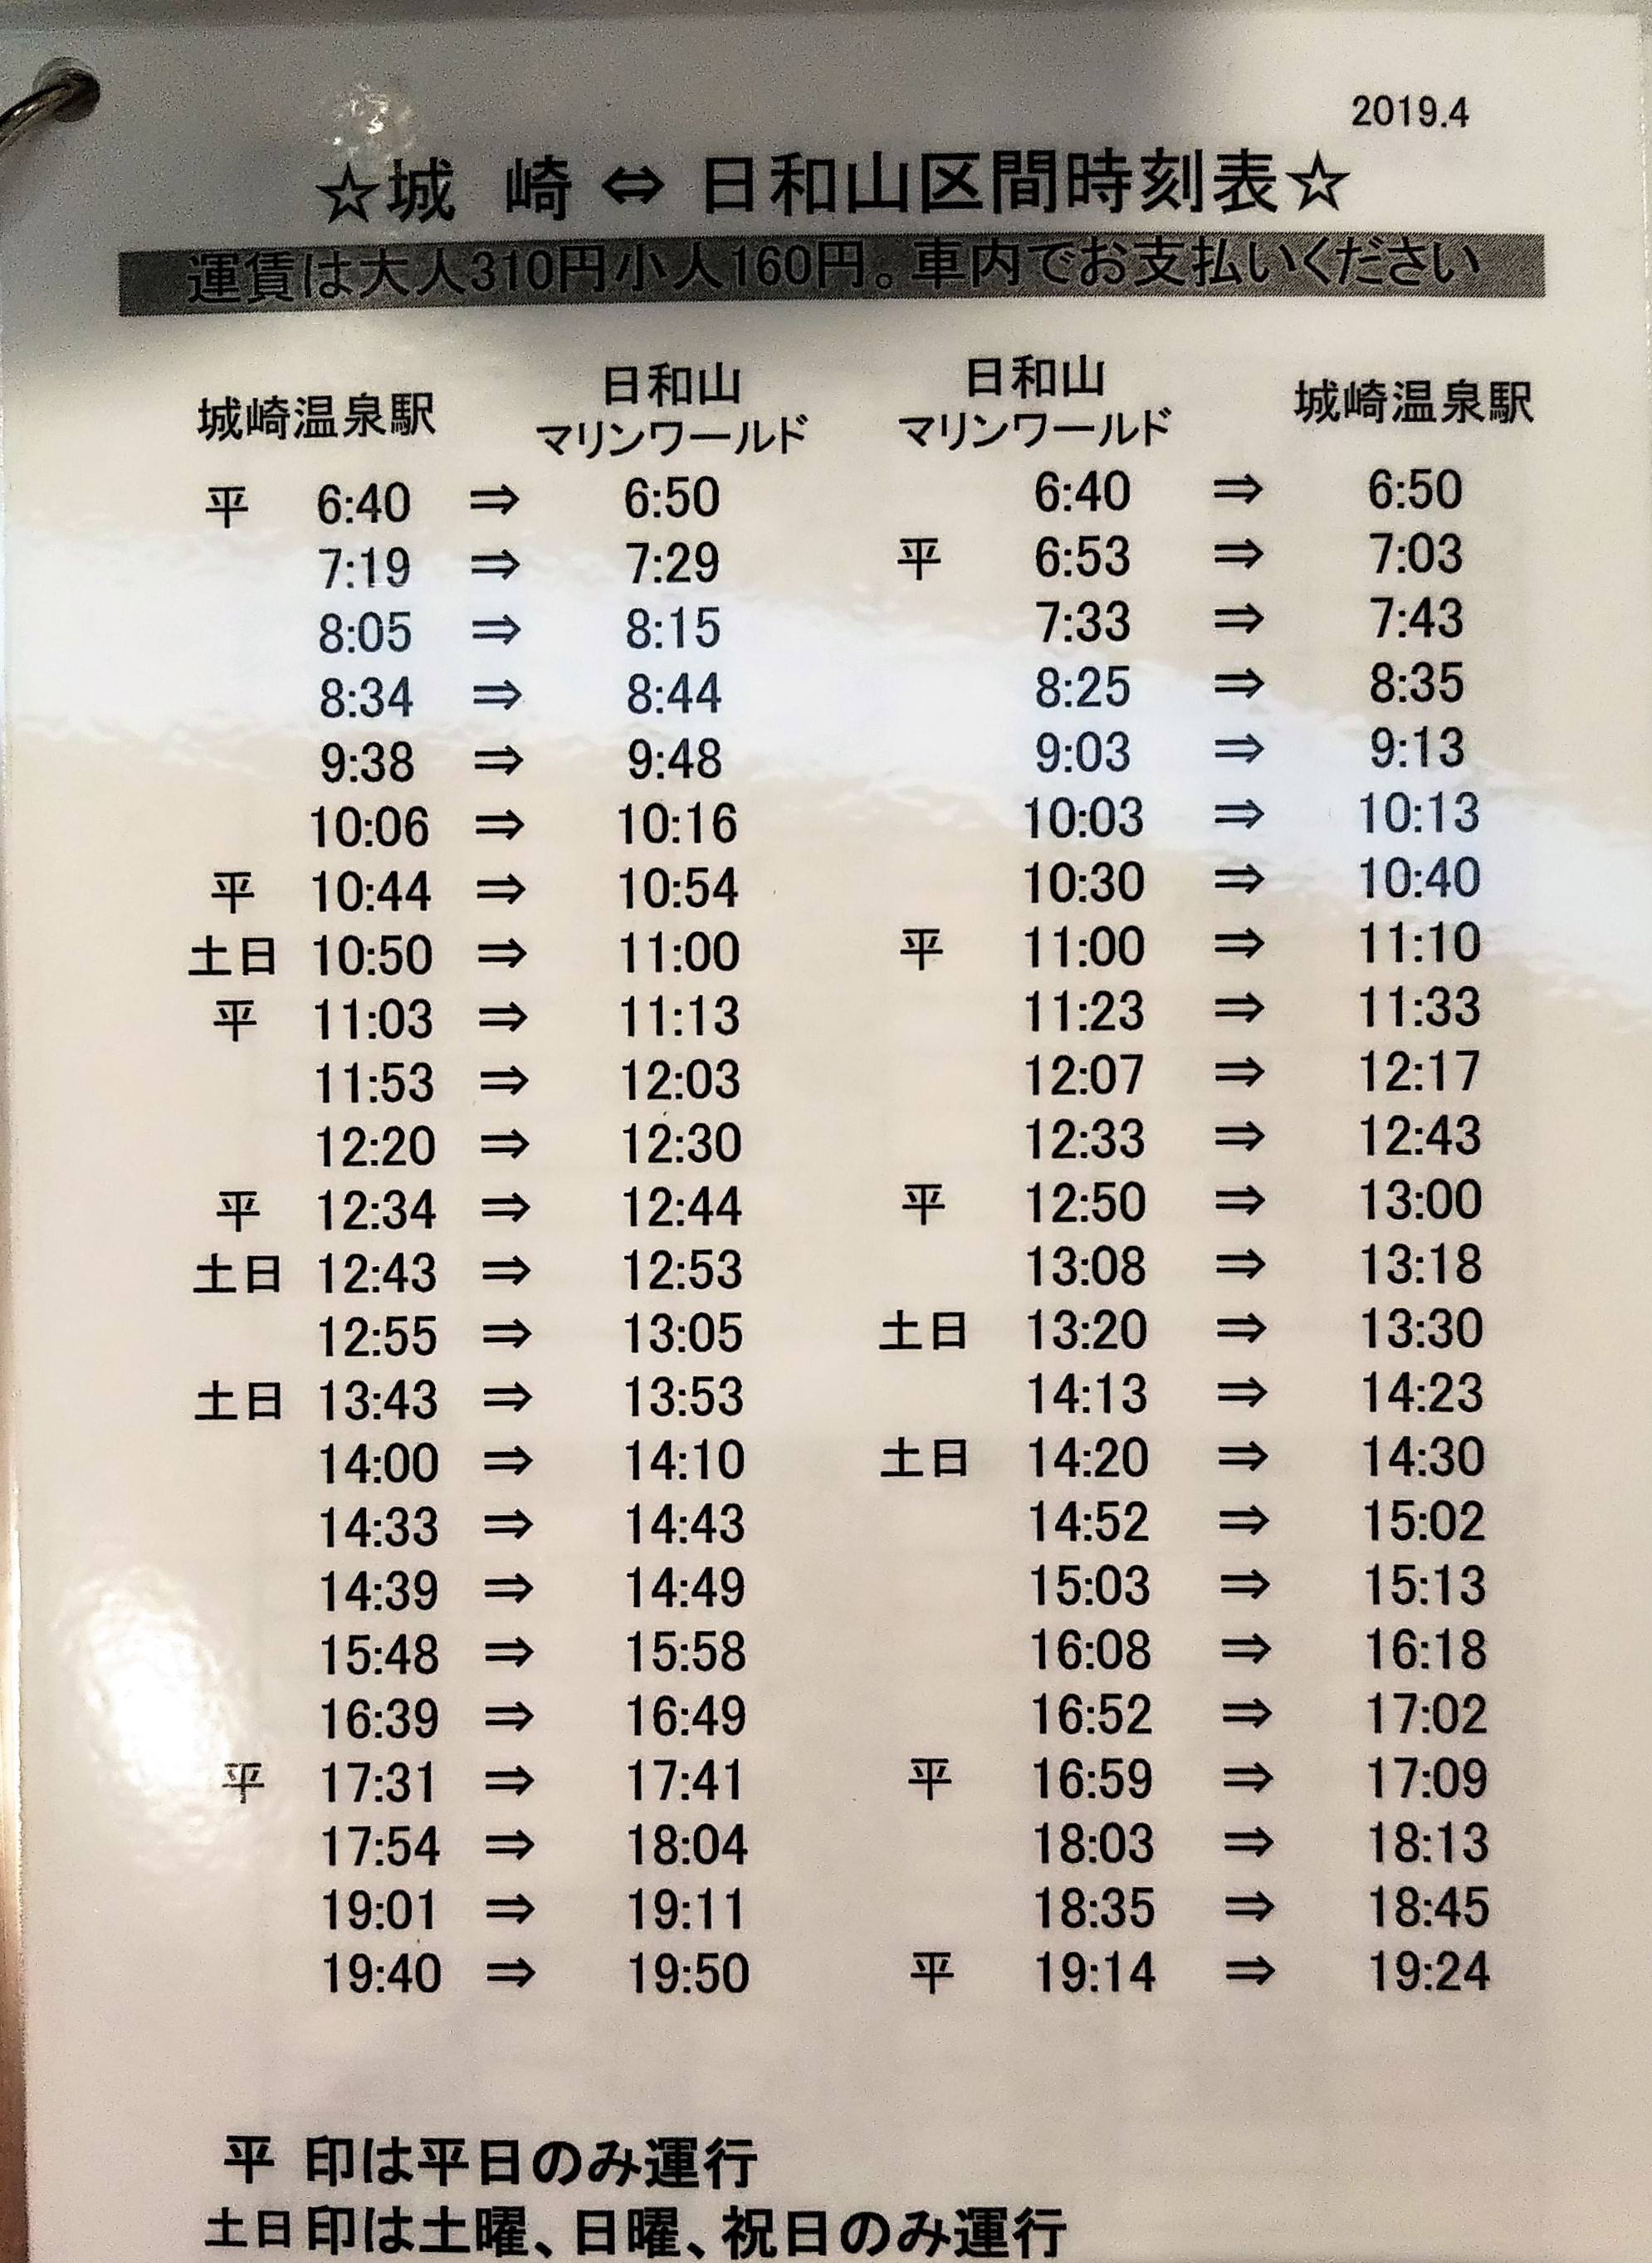 2019.4
☆城 崎 ⇔ 日和山区間時刻表☆
運賃は大人310円小人160円。車内でお支払いください
城崎温泉駅 日和山マリンワールド 日和山マリンワールド 城崎温泉駅
平 6:40 ⇒ 6:50 6:40 ⇒ 6:50
7:19 ⇒ 7:29 平 6:53 ⇒ 7:03
8:05 ⇒ 8:15 7:33 ⇒ 7:43
8:34 ⇒ 8:44 8:25 ⇒ 8:35
9:38 ⇒ 9:48 9:03 ⇒ 9:13
10:06 ⇒ 10:16 10:03 ⇒ 10:13
平 10:44 ⇒ 10:54 10:30 ⇒ 10:40
土日 10:50 ⇒ 11:00 平 11:00 ⇒ 11:10
平 11:03 ⇒ 11:13 11:23 ⇒ 11:33
11:53 ⇒ 12:03 12:07 ⇒ 12:17
12:20 ⇒ 12:30 12:33 ⇒ 12:43
平 12:34 ⇒ 12:44 平 12:50 ⇒ 13:00
土日 12:43 ⇒ 12:53 13:08 ⇒ 13:18
12:55 ⇒ 13:05 土日 13:20 ⇒ 13:30
土日 13:43 ⇒ 13:53 14:13 ⇒ 14:23
14:00 ⇒ 14:10 土日 14:20 ⇒ 14:30
14:33 ⇒ 14:43 14:52 ⇒ 15:02
14:39 ⇒ 14:49 15:03 ⇒ 15:13
15:48 ⇒ 15:58 16:08 ⇒ 16:18
16:39 ⇒ 16:49 16:52 ⇒ 17:02
平 17:31 ⇒ 17:41 平 16:59 ⇒ 17:09
17:54 ⇒ 18:04 18:03 ⇒ 18:13
19:01 ⇒ 19:11 18:35 ⇒ 18:45
19:40 ⇒ 19:50 平 19:14 ⇒ 19:24
平 印は平日のみ運行
土日印は土曜、日曜、祝日のみ運行